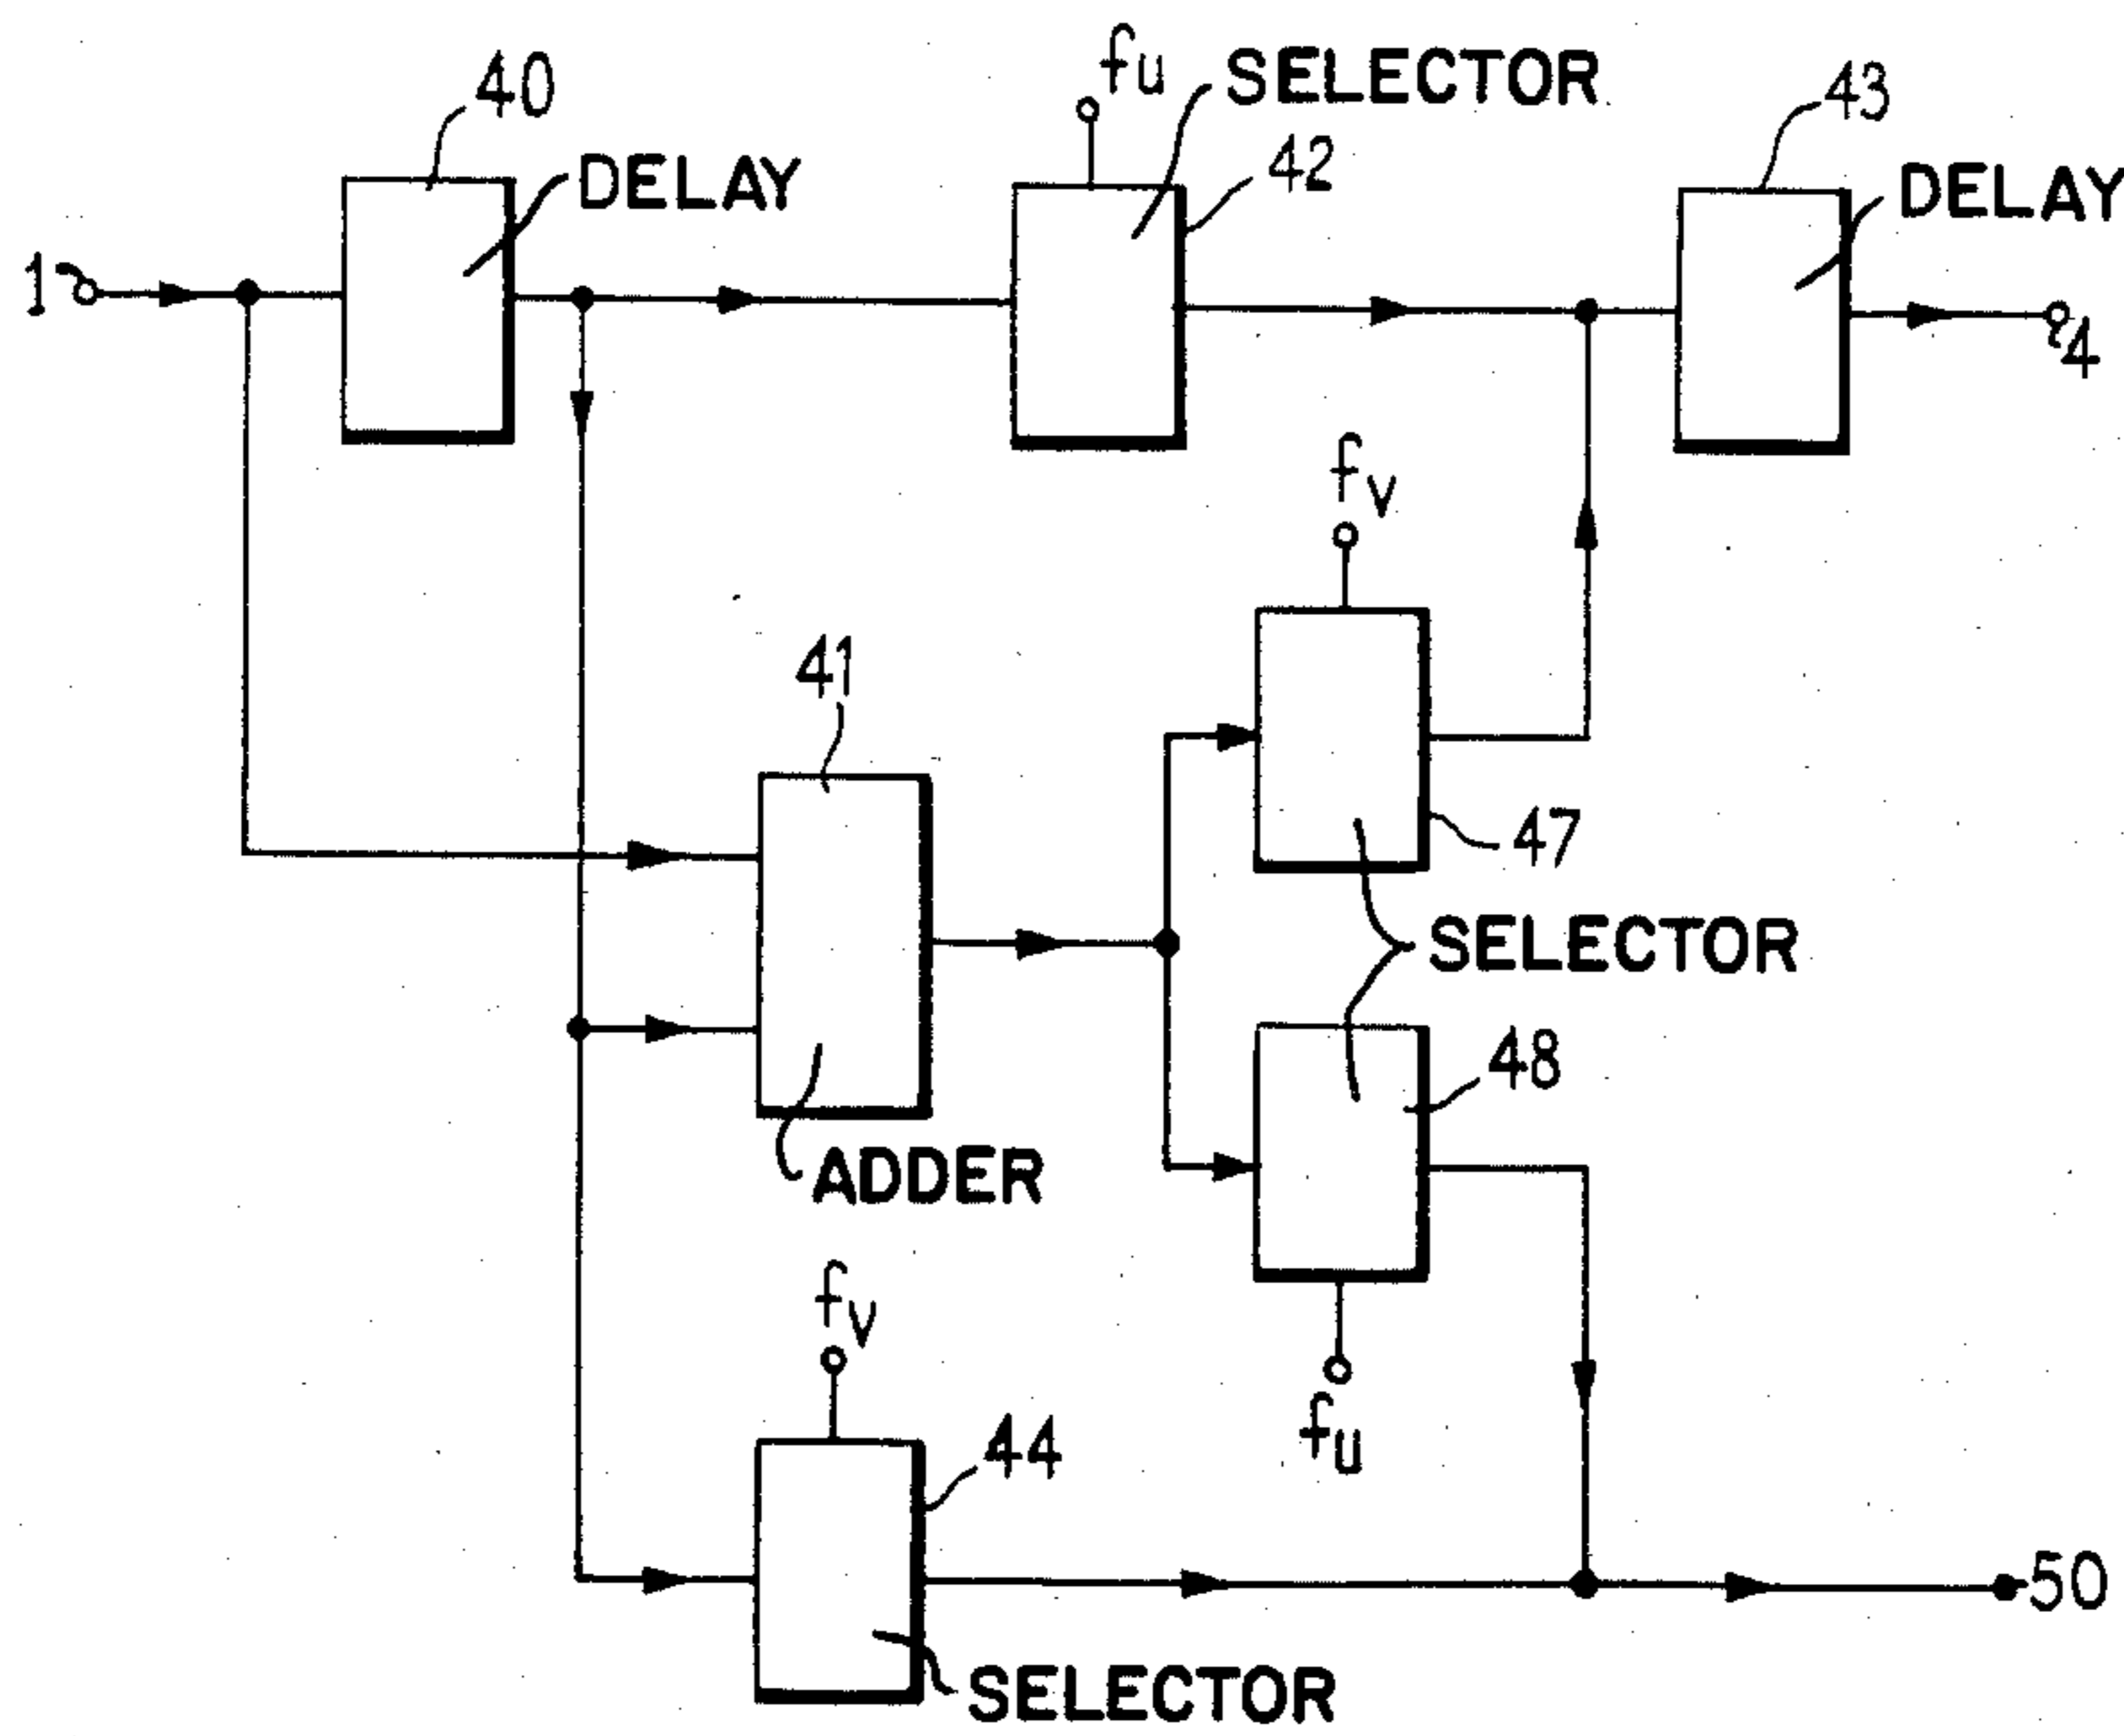 40
DELAY
fu
SELECTOR
42
43
DELAY
1
4
fv
41
47
SELECTOR
ADDER
48
fv
fu
44
50
SELECTOR